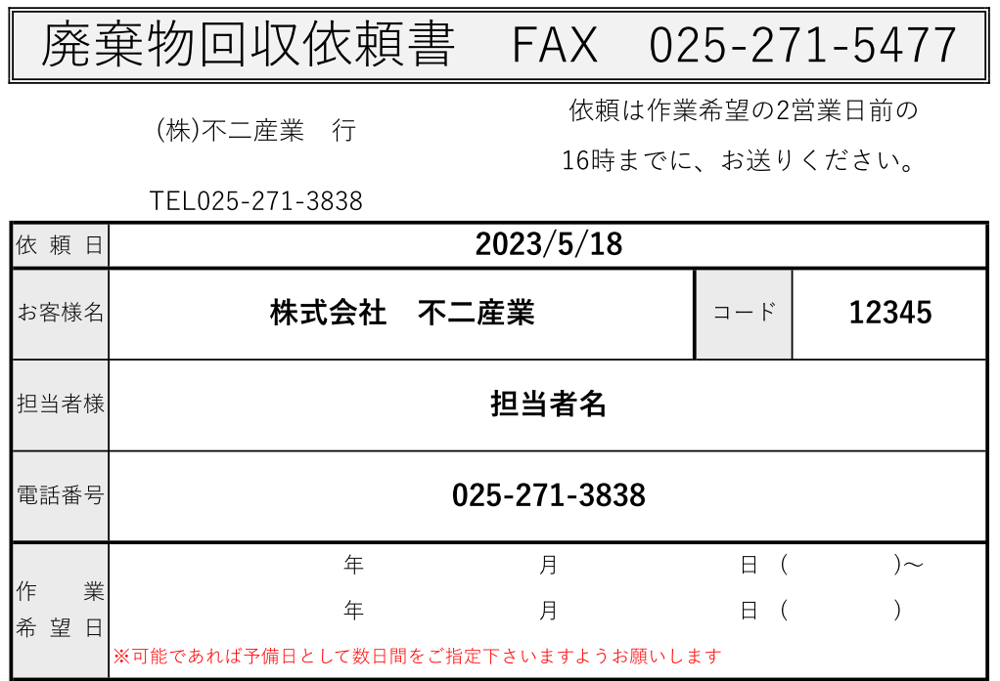 廃棄物回収依頼書　FAX　025-271-5477
(株)不二産業　行
依頼は作業希望の2営業日前の
16時までに、お送りください。
TEL025-271-3838
依 頼 日 2023/5/18
お客様名 株式会社　不二産業 コード 12345
担当者様 担当者名
電話番号 025-271-3838
作　業
希 望 日
年 月 日 ( )～
年 月 日 ( )
※可能であれば予備日として数日間をご指定下さいますようお願いします